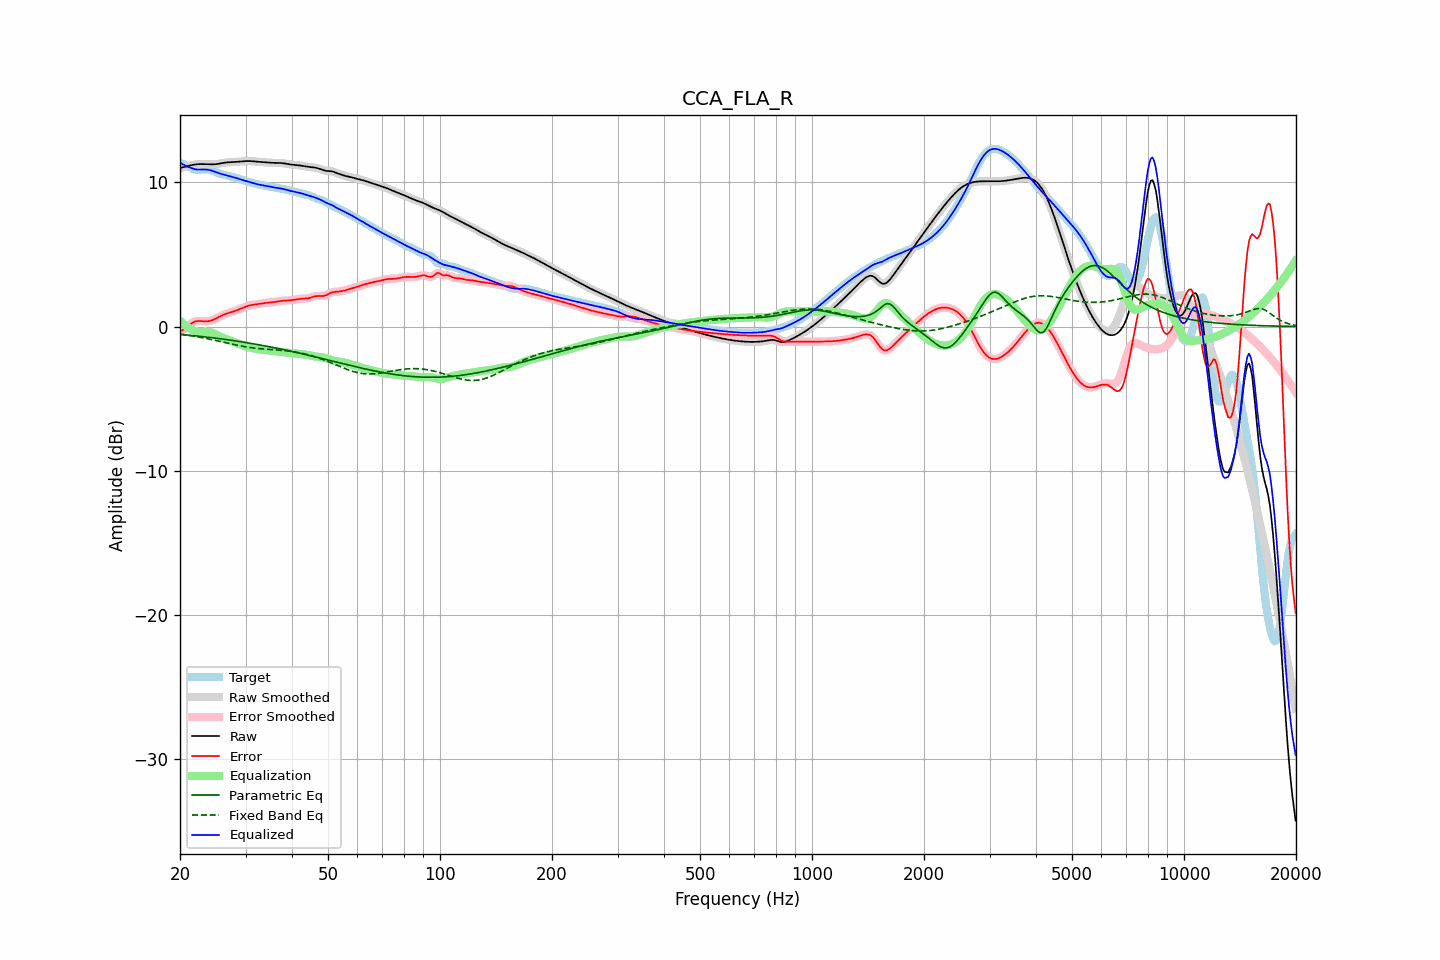 CCA_FLA_R
Amplitude (dBr)
10
0
−10
−20
−30
Target
Raw Smoothed
Error Smoothed
Raw
Error
Equalization
Parametric Eq
Fixed Band Eq
Equalized
20 50 100 200 500 1000 2000 5000 10000 20000
Frequency (Hz)